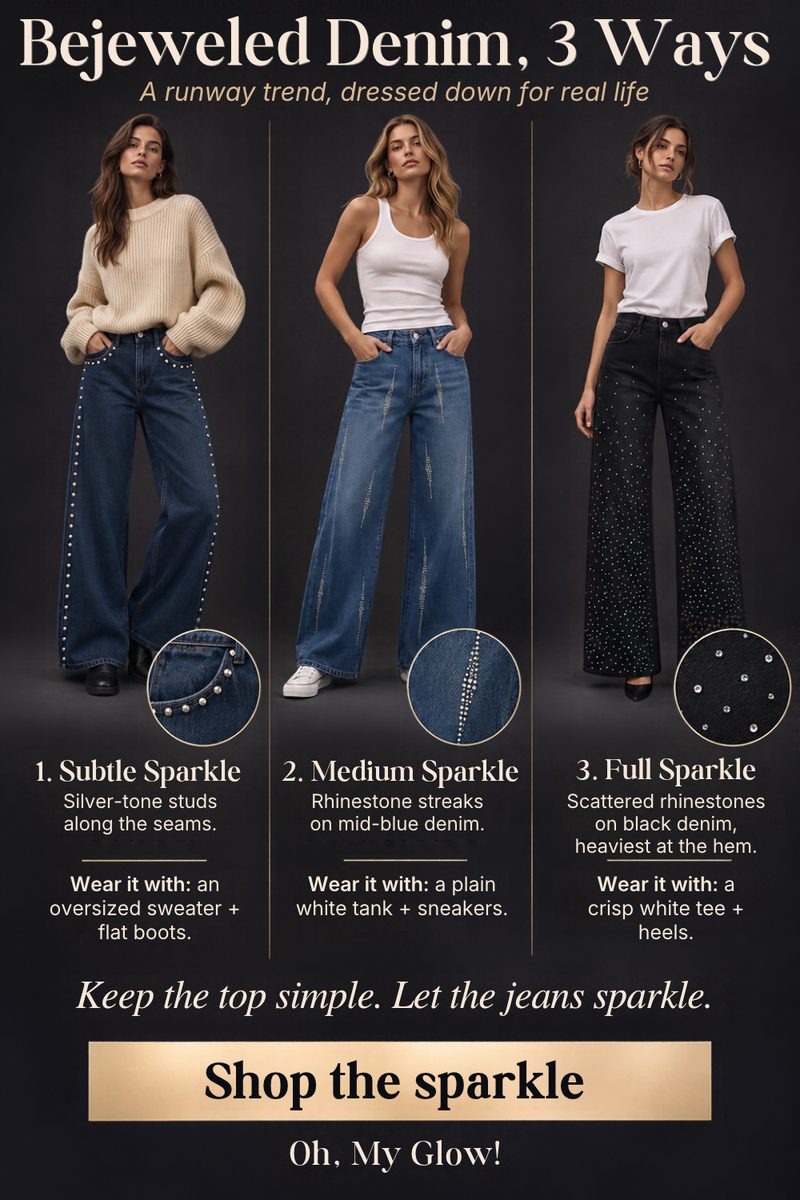 Bejeweled Denim, 3 Ways
A runway trend, dressed down for real life
1. Subtle Sparkle
Silver-tone studs
along the seams.
Wear it with: an
oversized sweater +
flat boots.
2. Medium Sparkle
Rhinestone streaks
on mid-blue denim.
Wear it with: a plain
white tank + sneakers.
3. Full Sparkle
Scattered rhinestones
on black denim,
heaviest at the hem.
Wear it with: a
crisp white tee +
heels.
Keep the top simple. Let the jeans sparkle.
Shop the sparkle
Oh, My Glow!